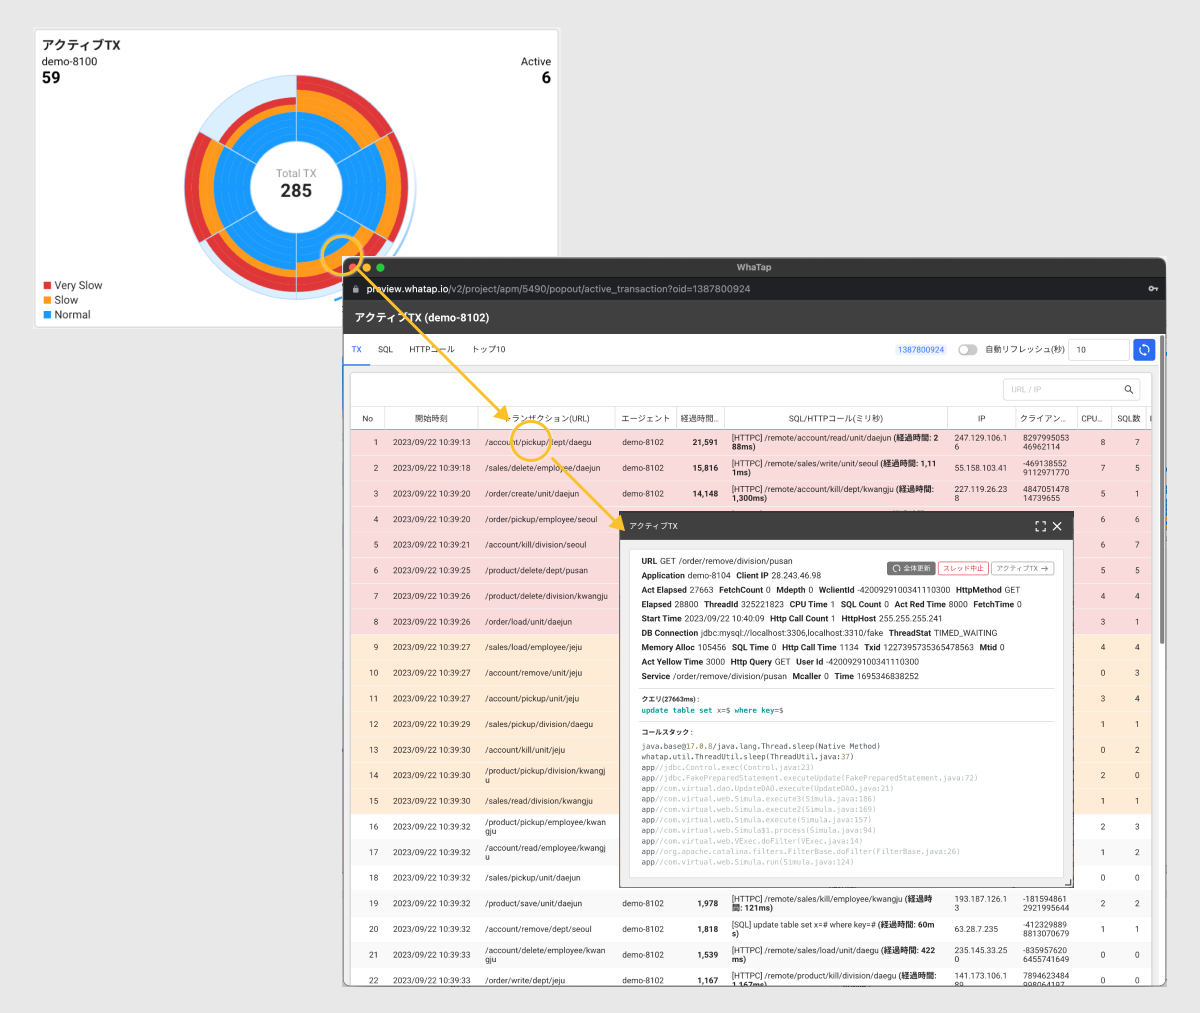 アクティブTX
demo-8100
59
Active
6
Total TX
285
Very Slow
Slow
Normal
WhaTap
preview.whatap.io/v2/project/apm/5490/popout/active_transaction?oid=1387800924
アクティブTX (demo-8102)
TX SQL HTTPコール トップ10 1387800924 自動リフレッシュ(秒) 10
URL / IP
No 開始時刻 トランザクション(URL) エージェント 経過時間... SQL/HTTPコール(ミリ秒) IP クライアン... CPU... SQL数
1 2023/09/22 10:39:13 /account/pickup/dept/daegu demo-8102 21,591 [HTTPC] /remote/account/read/unit/daejun (経過時間: 2 247.129.106.1 8297995053 8 7
88ms) 6 46962114
2 2023/09/22 10:39:18 /sales/delete/employee/daejun demo-8102 15,816 [HTTPC] /remote/sales/write/unit/seoul (経過時間: 1,11 55.158.103.41 -469138552 7 5
1ms) 9112971770
3 2023/09/22 10:39:20 /order/create/unit/daejun demo-8102 14,148 [HTTPC] /remote/account/kill/dept/kwangju (経過時間: 227.119.26.23 4847051478 5 1
1,300ms) 8 14739655
4 2023/09/22 10:39:20 /order/pickup/employee/seoul 6 6
5 2023/09/22 10:39:21 /account/kill/division/seoul 6 7
6 2023/09/22 10:39:25 /product/delete/dept/pusan 5 5
7 2023/09/22 10:39:26 /product/delete/division/kwangju 4 4
8 2023/09/22 10:39:26 /order/load/unit/daejun 3 1
9 2023/09/22 10:39:27 /sales/load/employee/jeju 4 4
10 2023/09/22 10:39:27 /account/remove/unit/jeju 0 3
11 2023/09/22 10:39:27 /account/pickup/unit/jeju 3 4
12 2023/09/22 10:39:29 /sales/pickup/division/daegu 1 1
13 2023/09/22 10:39:30 /account/kill/unit/jeju 0 2
14 2023/09/22 10:39:30 /product/pickup/division/kwangj 2 0
u
15 2023/09/22 10:39:30 /sales/read/division/kwangju 1 1
16 2023/09/22 10:39:32 /product/pickup/employee/kwan 2 3
gju
17 2023/09/22 10:39:32 /account/read/employee/kwangj 1 2
u
18 2023/09/22 10:39:32 /sales/pickup/unit/daejun 0 0
19 2023/09/22 10:39:32 /product/save/unit/daejun demo-8102 1,978 [HTTPC] /remote/sales/kill/employee/kwangju (経過時 193.187.126.1 -181594861 2 2
間: 121ms) 3 2921995644
20 2023/09/22 10:39:32 /account/remove/dept/seoul demo-8102 1,818 [SQL] update table set x=# where key=# (経過時間: 60m 63.28.7.235 -412329889 1 1
s) 8813070679
21 2023/09/22 10:39:33 /account/delete/employee/kwan demo-8102 1,539 [HTTPC] /remote/sales/load/unit/daegu (経過時間: 422 235.145.33.25 -835957620 0 0
gju ms) 0 6455741649
22 2023/09/22 10:39:33 /order/write/dept/jeju demo-8102 1,167 [HTTPC] /remote/product/kill/division/daegu (経過時間: 141.173.106.1 7894623484 0 0
1,167ms) 89 998064197
アクティブTX
URL GET /order/remove/division/pusan
全体更新 スレッド中止 アクティブTX →
Application demo-8104 Client IP 28.243.46.98
Act Elapsed 27663 FetchCount 0 Mdepth 0 WclientId -4200929100341110300 HttpMethod GET
Elapsed 28800 ThreadId 325221823 CPU Time 1 SQL Count 0 Act Red Time 8000 FetchTime 0
Start Time 2023/09/22 10:40:09 Http Call Count 1 HttpHost 255.255.255.241
DB Connection jdbc:mysql://localhost:3306,localhost:3310/fake ThreadStat TIMED_WAITING
Memory Alloc 105456 SQL Time 0 Http Call Time 1134 Txid 1227395735365478563 Mtid 0
Act Yellow Time 3000 Http Query GET User Id -4200929100341110300
Service /order/remove/division/pusan Mcaller 0 Time 1695346838252
クエリ(27663ms) :
update table set x=$ where key=$
コールスタック :
java.base@17.0.8/java.lang.Thread.sleep(Native Method)
whatap.util.ThreadUtil.sleep(ThreadUtil.java:37)
app//jdbc.Control.exec(Control.java:23)
app//jdbc.FakePreparedStatement.executeUpdate(FakePreparedStatement.java:72)
app//com.virtual.dao.UpdateDAO.execute(UpdateDAO.java:21)
app//com.virtual.web.Simula.execute3(Simula.java:186)
app//com.virtual.web.Simula.execute2(Simula.java:169)
app//com.virtual.web.Simula.execute(Simula.java:157)
app//com.virtual.web.Simula$1.process(Simula.java:94)
app//com.virtual.web.VExec.doFilter(VExec.java:14)
app//org.apache.catalina.filters.FilterBase.doFilter(FilterBase.java:26)
app//com.virtual.web.Simula.run(Simula.java:124)